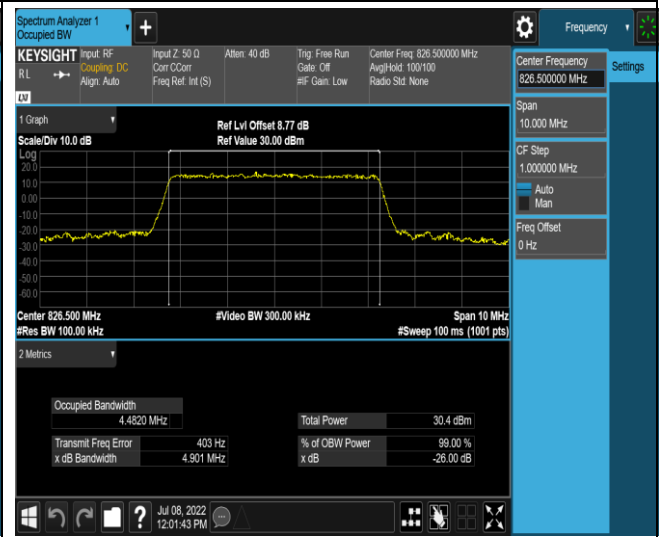 Spectrum Analyzer 1
Occupied BW
+
Frequency
KEYSIGHT
RL
LXI
Input: RF
Coupling: DC
Align: Auto
Input Z: 50 Ω
Corr CCorr
Freq Ref: Int (S)
Atten: 40 dB
Trig: Free Run
Gate: Off
#IF Gain: Low
Center Freq: 826.500000 MHz
Avg|Hold: 100/100
Radio Std: None
Center Frequency
826.500000 MHz
Settings
Span
10.000 MHz
CF Step
1.000000 MHz
Auto
Man
Freq Offset
0 Hz
1 Graph
Scale/Div 10.0 dB
Ref Lvl Offset 8.77 dB
Ref Value 30.00 dBm
Log
20.0
10.0
0.00
-10.0
-20.0
-30.0
-40.0
-50.0
-60.0
Center 826.500 MHz
#Video BW 300.00 kHz
Span 10 MHz
#Res BW 100.00 kHz
#Sweep 100 ms (1001 pts)
2 Metrics
Occupied Bandwidth
4.4820 MHz
Total Power 30.4 dBm
Transmit Freq Error 403 Hz
% of OBW Power 99.00 %
x dB Bandwidth 4.901 MHz
x dB -26.00 dB
?
Jul 08, 2022
12:01:43 PM